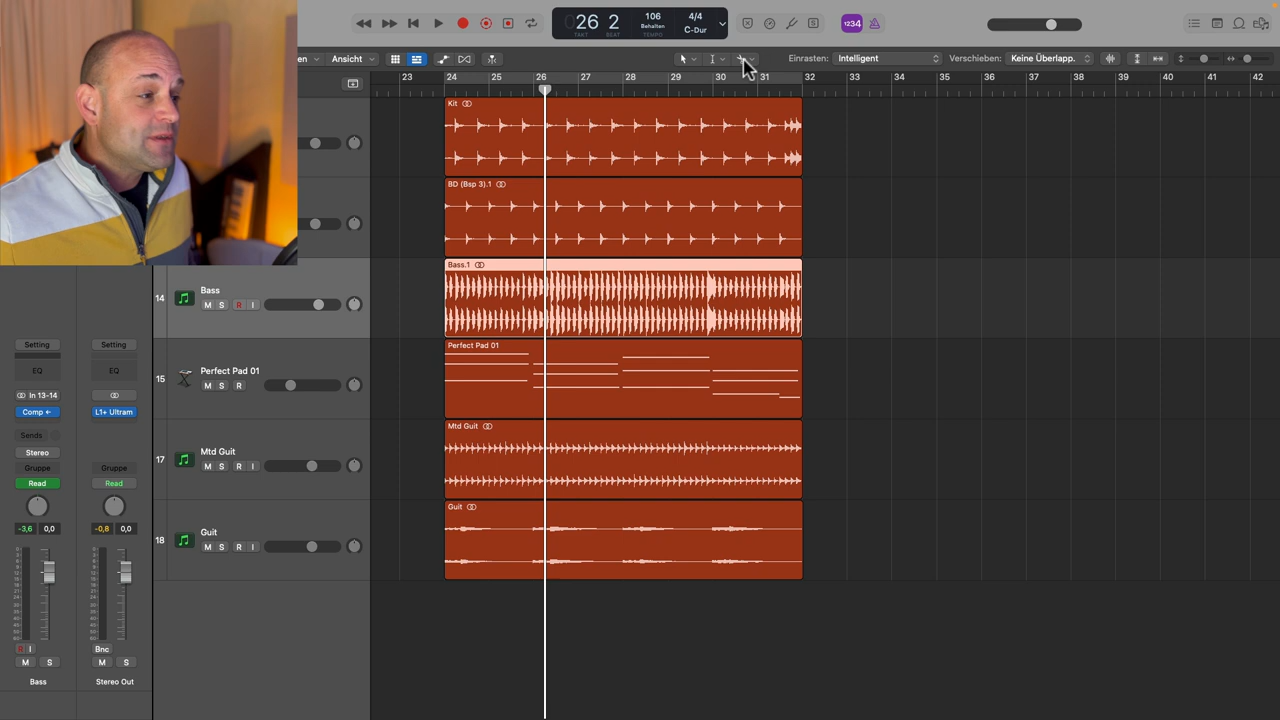 26 2
TAKT BEAT
106
Behalten
TEMPO
4/4
C-Dur
1234
en Ansicht
Einrasten: Intelligent
Verschieben: Keine Überlapp.
23 24 25 26 27 28 29 30 31 32 33 34 35 36 37 38 39 40 41 42
Kit
BD (Bsp 3).1
Bass.1
Perfect Pad 01
Mtd Guit
Guit
14 Bass
M S R I
15 Perfect Pad 01
M S R
17 Mtd Guit
M S R I
18 Guit
M S R I
Setting Setting
EQ EQ
In 13-14
Comp L1+ Ultram
Sends
Stereo
Gruppe Gruppe
Read Read
-3,6 0,0 -0,8 0,0
R I Bnc
M S M S
Bass Stereo Out